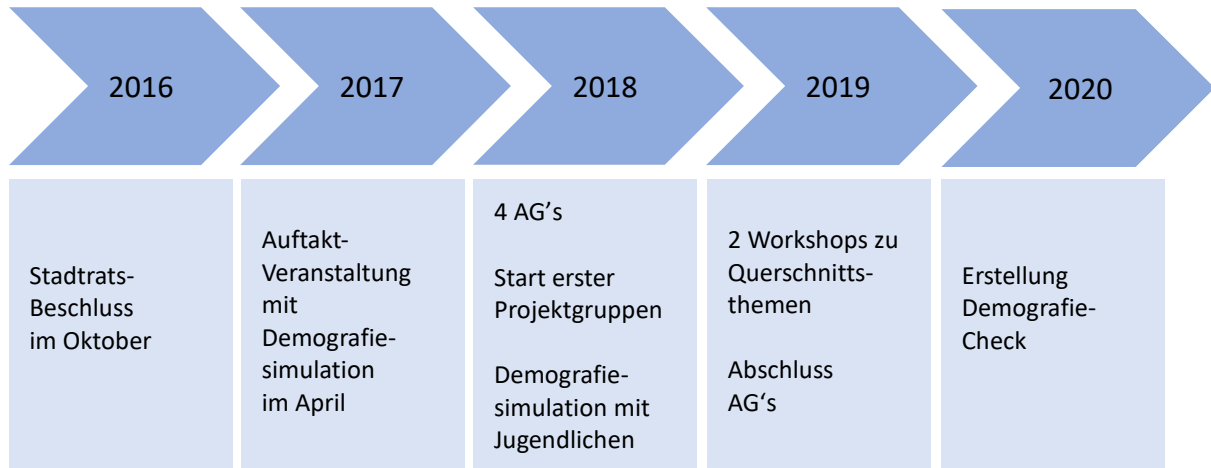 2016
Stadtrats-
Beschluss
im Oktober
2017
Auftakt-
Veranstaltung
mit
Demografie-
simulation
im April
2018
4 AG’s
Start erster
Projektgruppen
Demografie-
simulation mit
Jugendlichen
2019
2 Workshops zu
Querschnitts-
themen
Abschluss
AG‘s
2020
Erstellung
Demografie-
Check